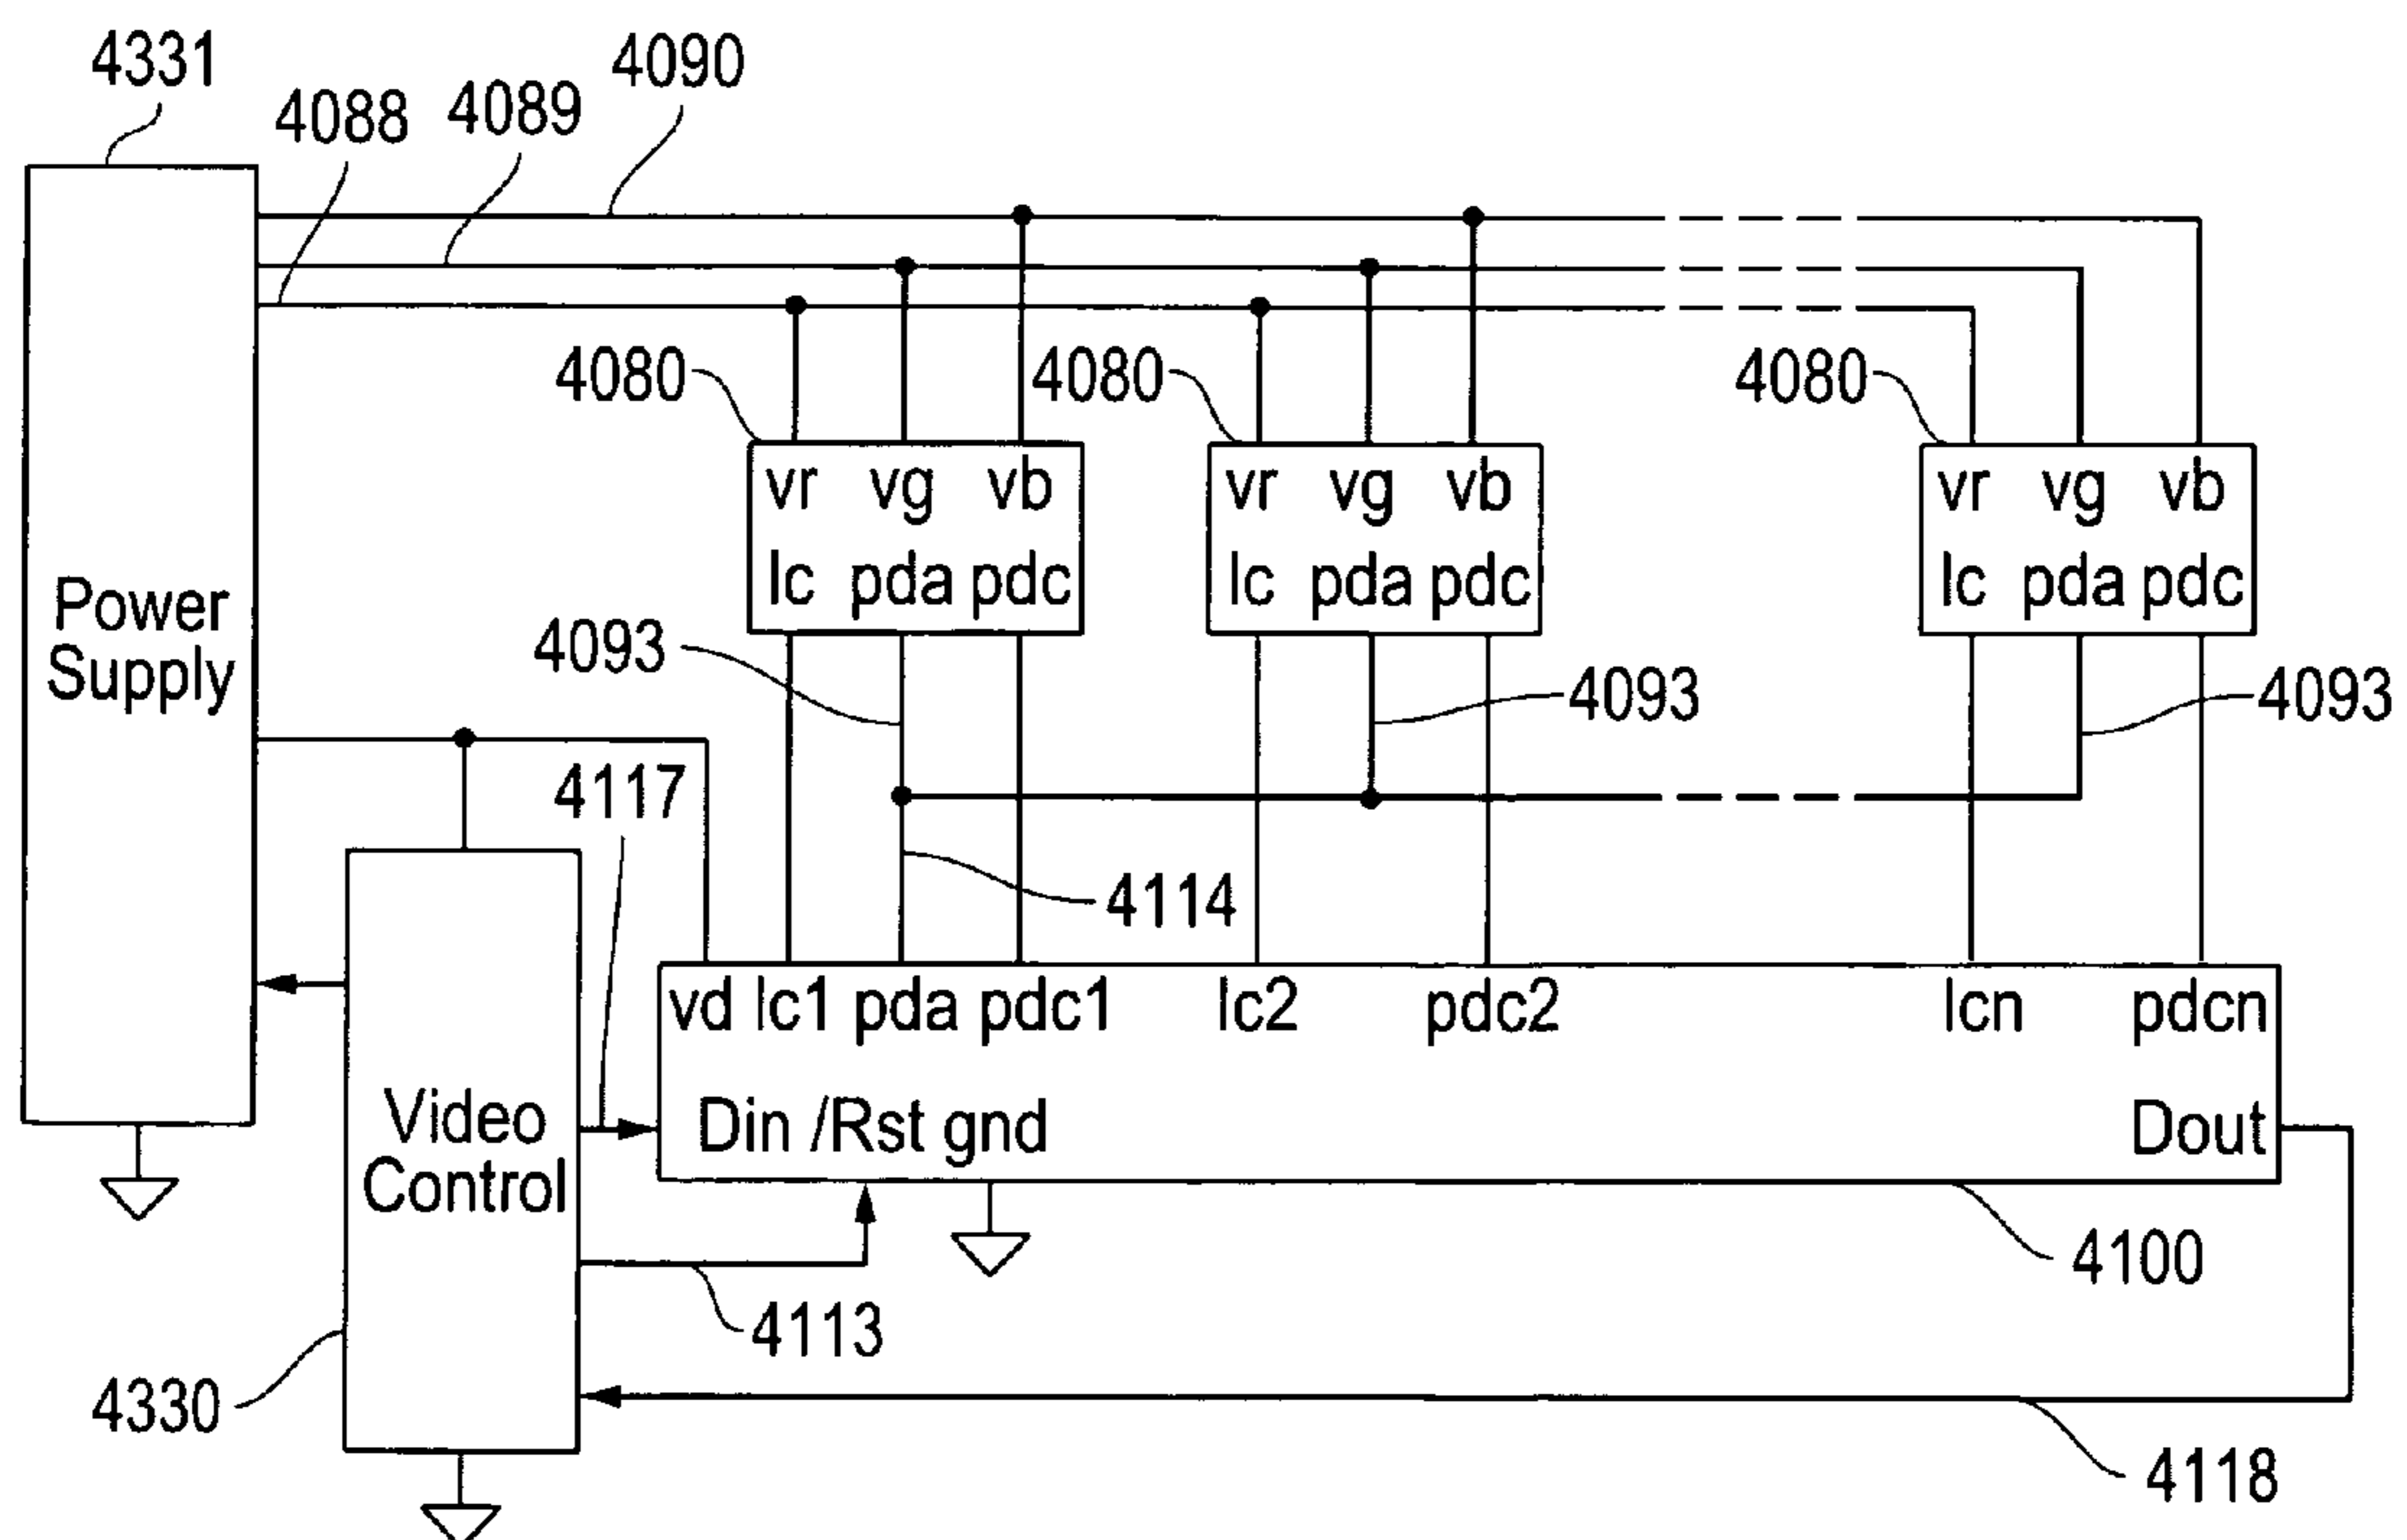 4331
4088
4089
4090
4080
4080
4080
vr vg vb
lc pda pdc
vr vg vb
lc pda pdc
vr vg vb
lc pda pdc
Power
Supply
4093
4093
4093
4117
4114
vd lc1 pda pdc1 lc2 pdc2 lcn pdcn
Din /Rst gnd Dout
Video
Control
4100
4113
4330
4118